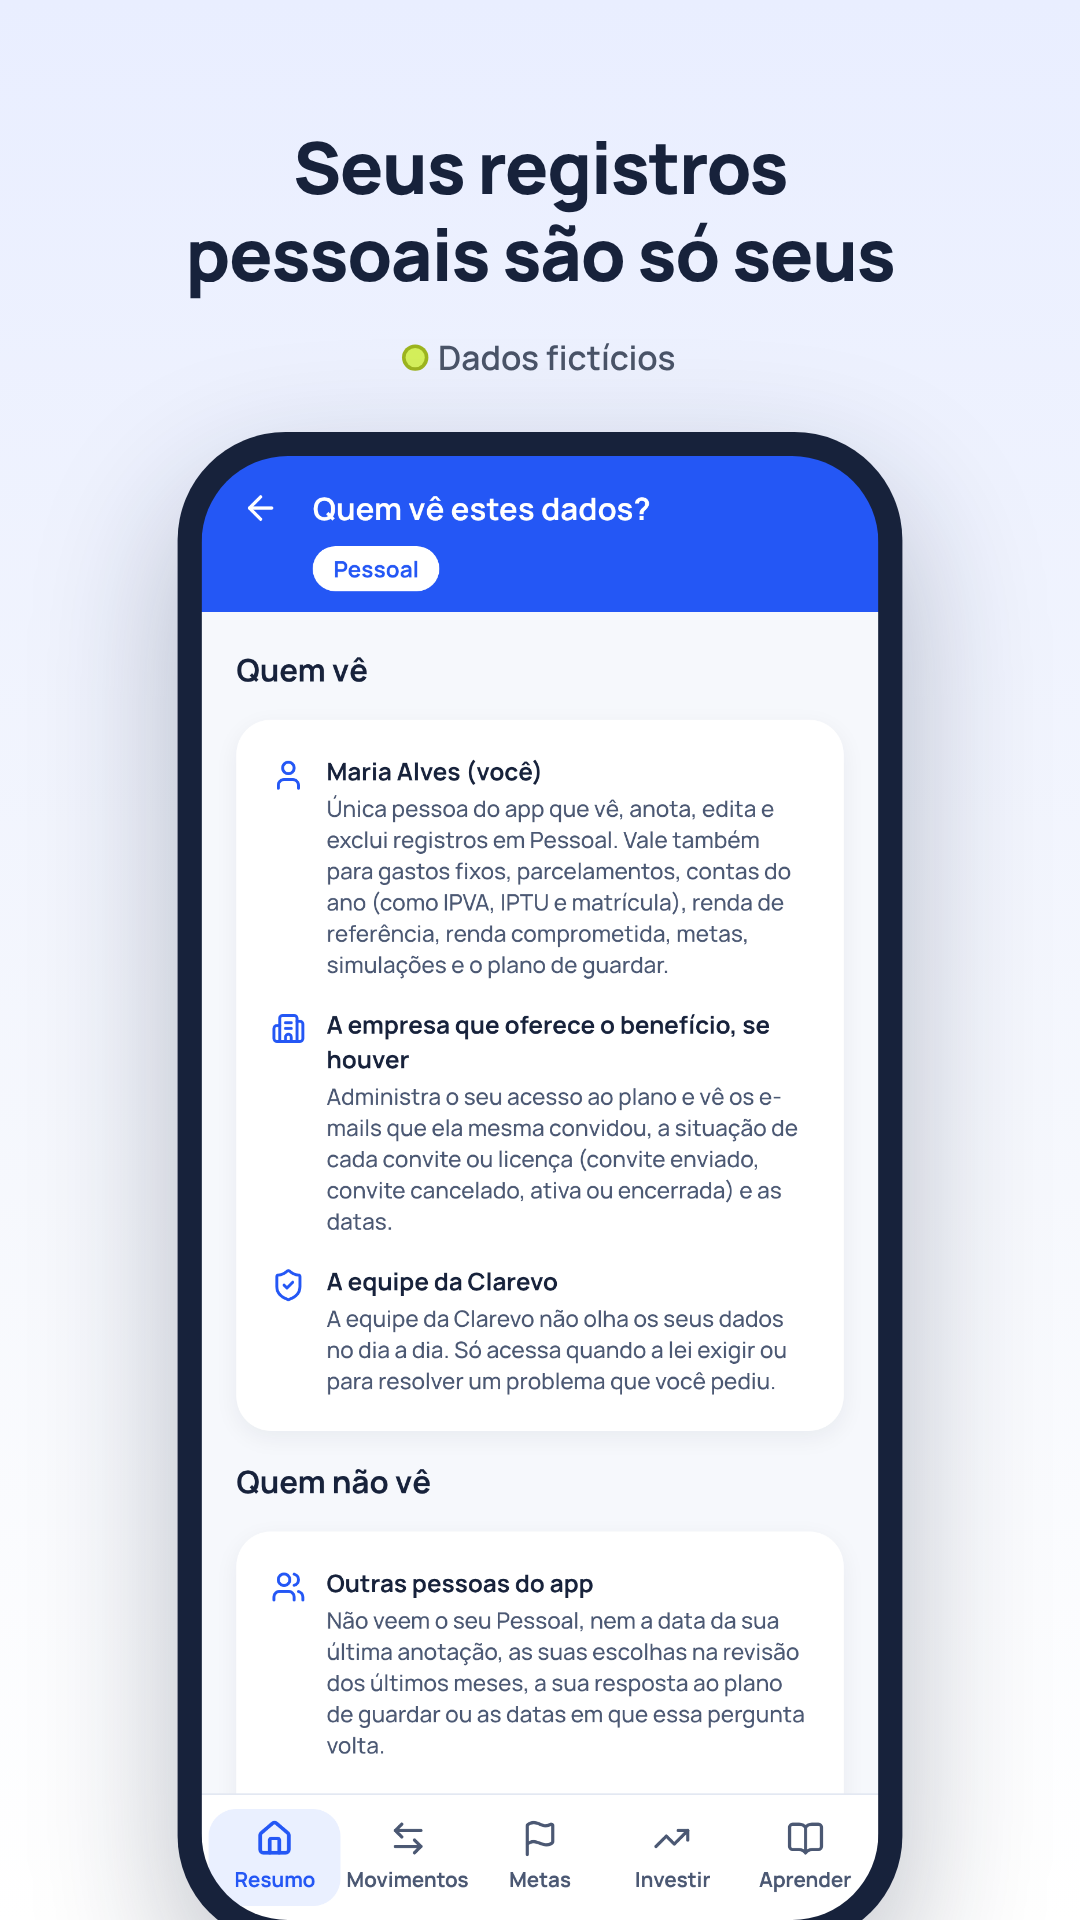 Seus registros
pessoais são só seus
Dados fictícios
Quem vê estes dados?
Pessoal
Quem vê
Maria Alves (você)
Única pessoa do app que vê, anota, edita e
exclui registros em Pessoal. Vale também
para gastos fixos, parcelamentos, contas do
ano (como IPVA, IPTU e matrícula), renda de
referência, renda comprometida, metas,
simulações e o plano de guardar.
A empresa que oferece o benefício, se
houver
Administra o seu acesso ao plano e vê os e-
mails que ela mesma convidou, a situação de
cada convite ou licença (convite enviado,
convite cancelado, ativa ou encerrada) e as
datas.
A equipe da Clarevo
A equipe da Clarevo não olha os seus dados
no dia a dia. Só acessa quando a lei exigir ou
para resolver um problema que você pediu.
Quem não vê
Outras pessoas do app
Não veem o seu Pessoal, nem a data da sua
última anotação, as suas escolhas na revisão
dos últimos meses, a sua resposta ao plano
de guardar ou as datas em que essa pergunta
volta.
Resumo
Movimentos
Metas
Investir
Aprender